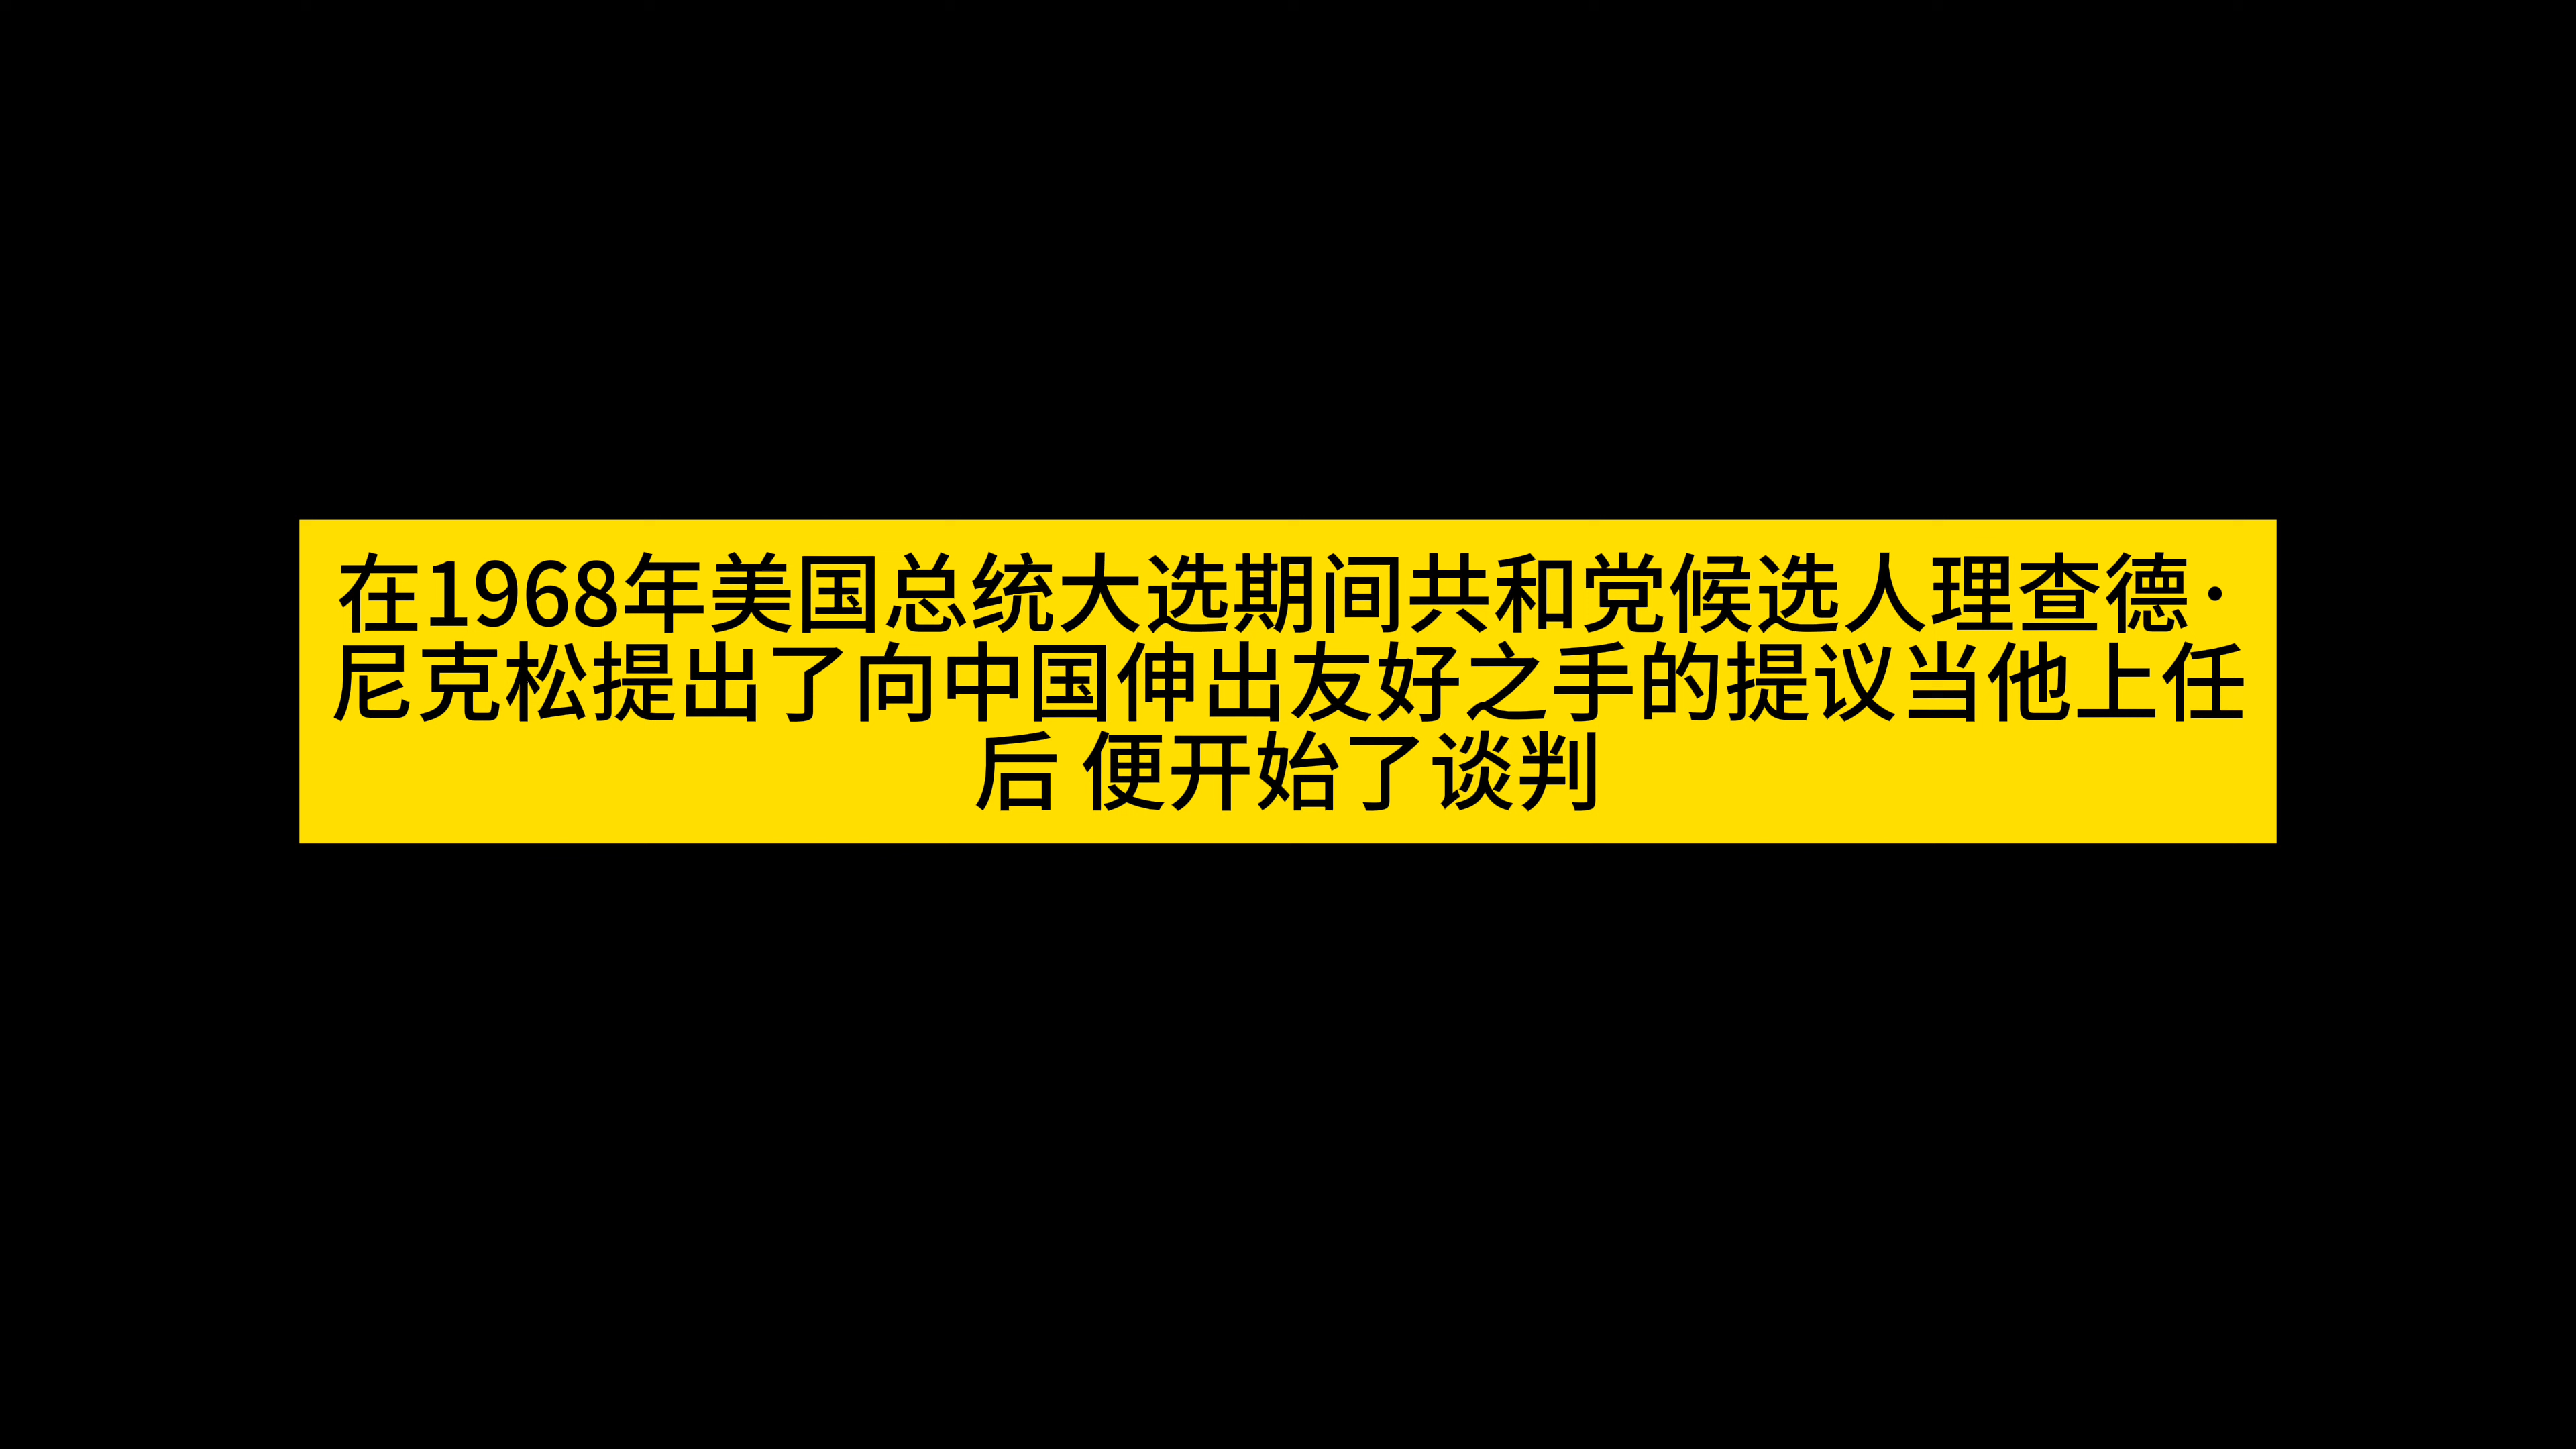 在1968年美国总统大选期间共和党候选人理查德·
尼克松提出了向中国伸出友好之手的提议当他上任
后 便开始了谈判